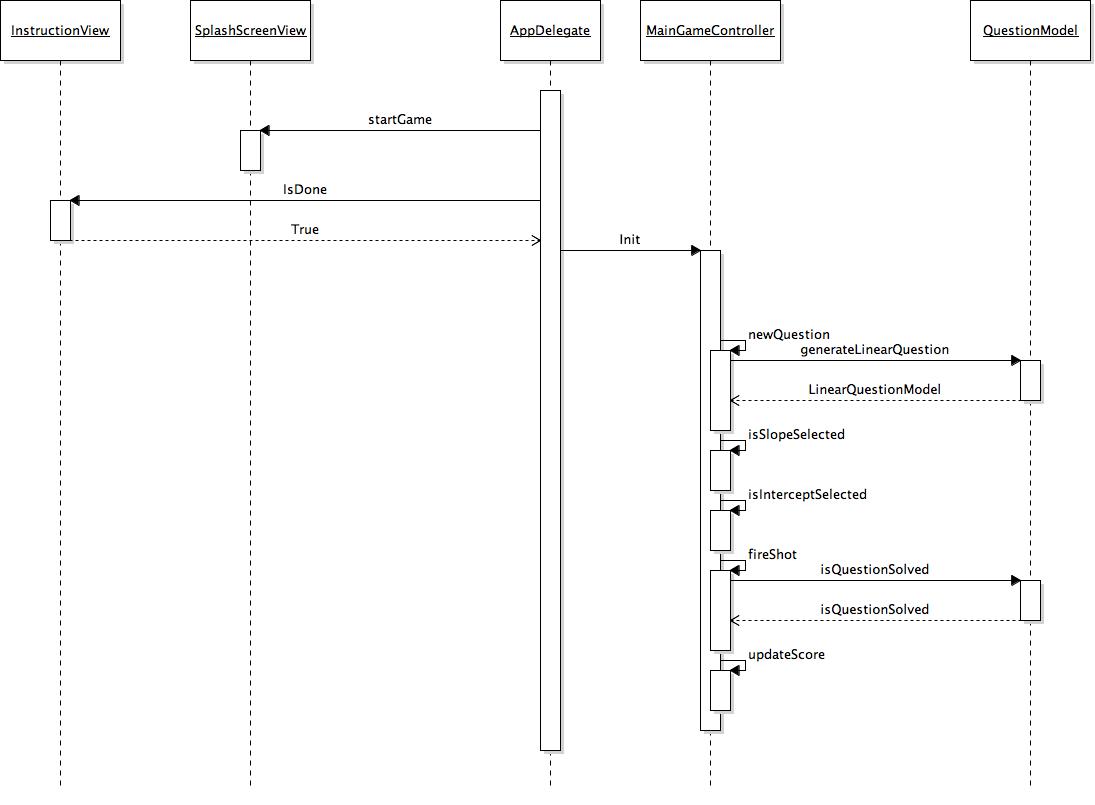 InstructionView
SplashScreenView
AppDelegate
MainGameController
QuestionModel
startGame
IsDone
True
Init
newQuestion
generateLinearQuestion
LinearQuestionModel
isSlopeSelected
isInterceptSelected
fireShot
isQuestionSolved
isQuestionSolved
updateScore